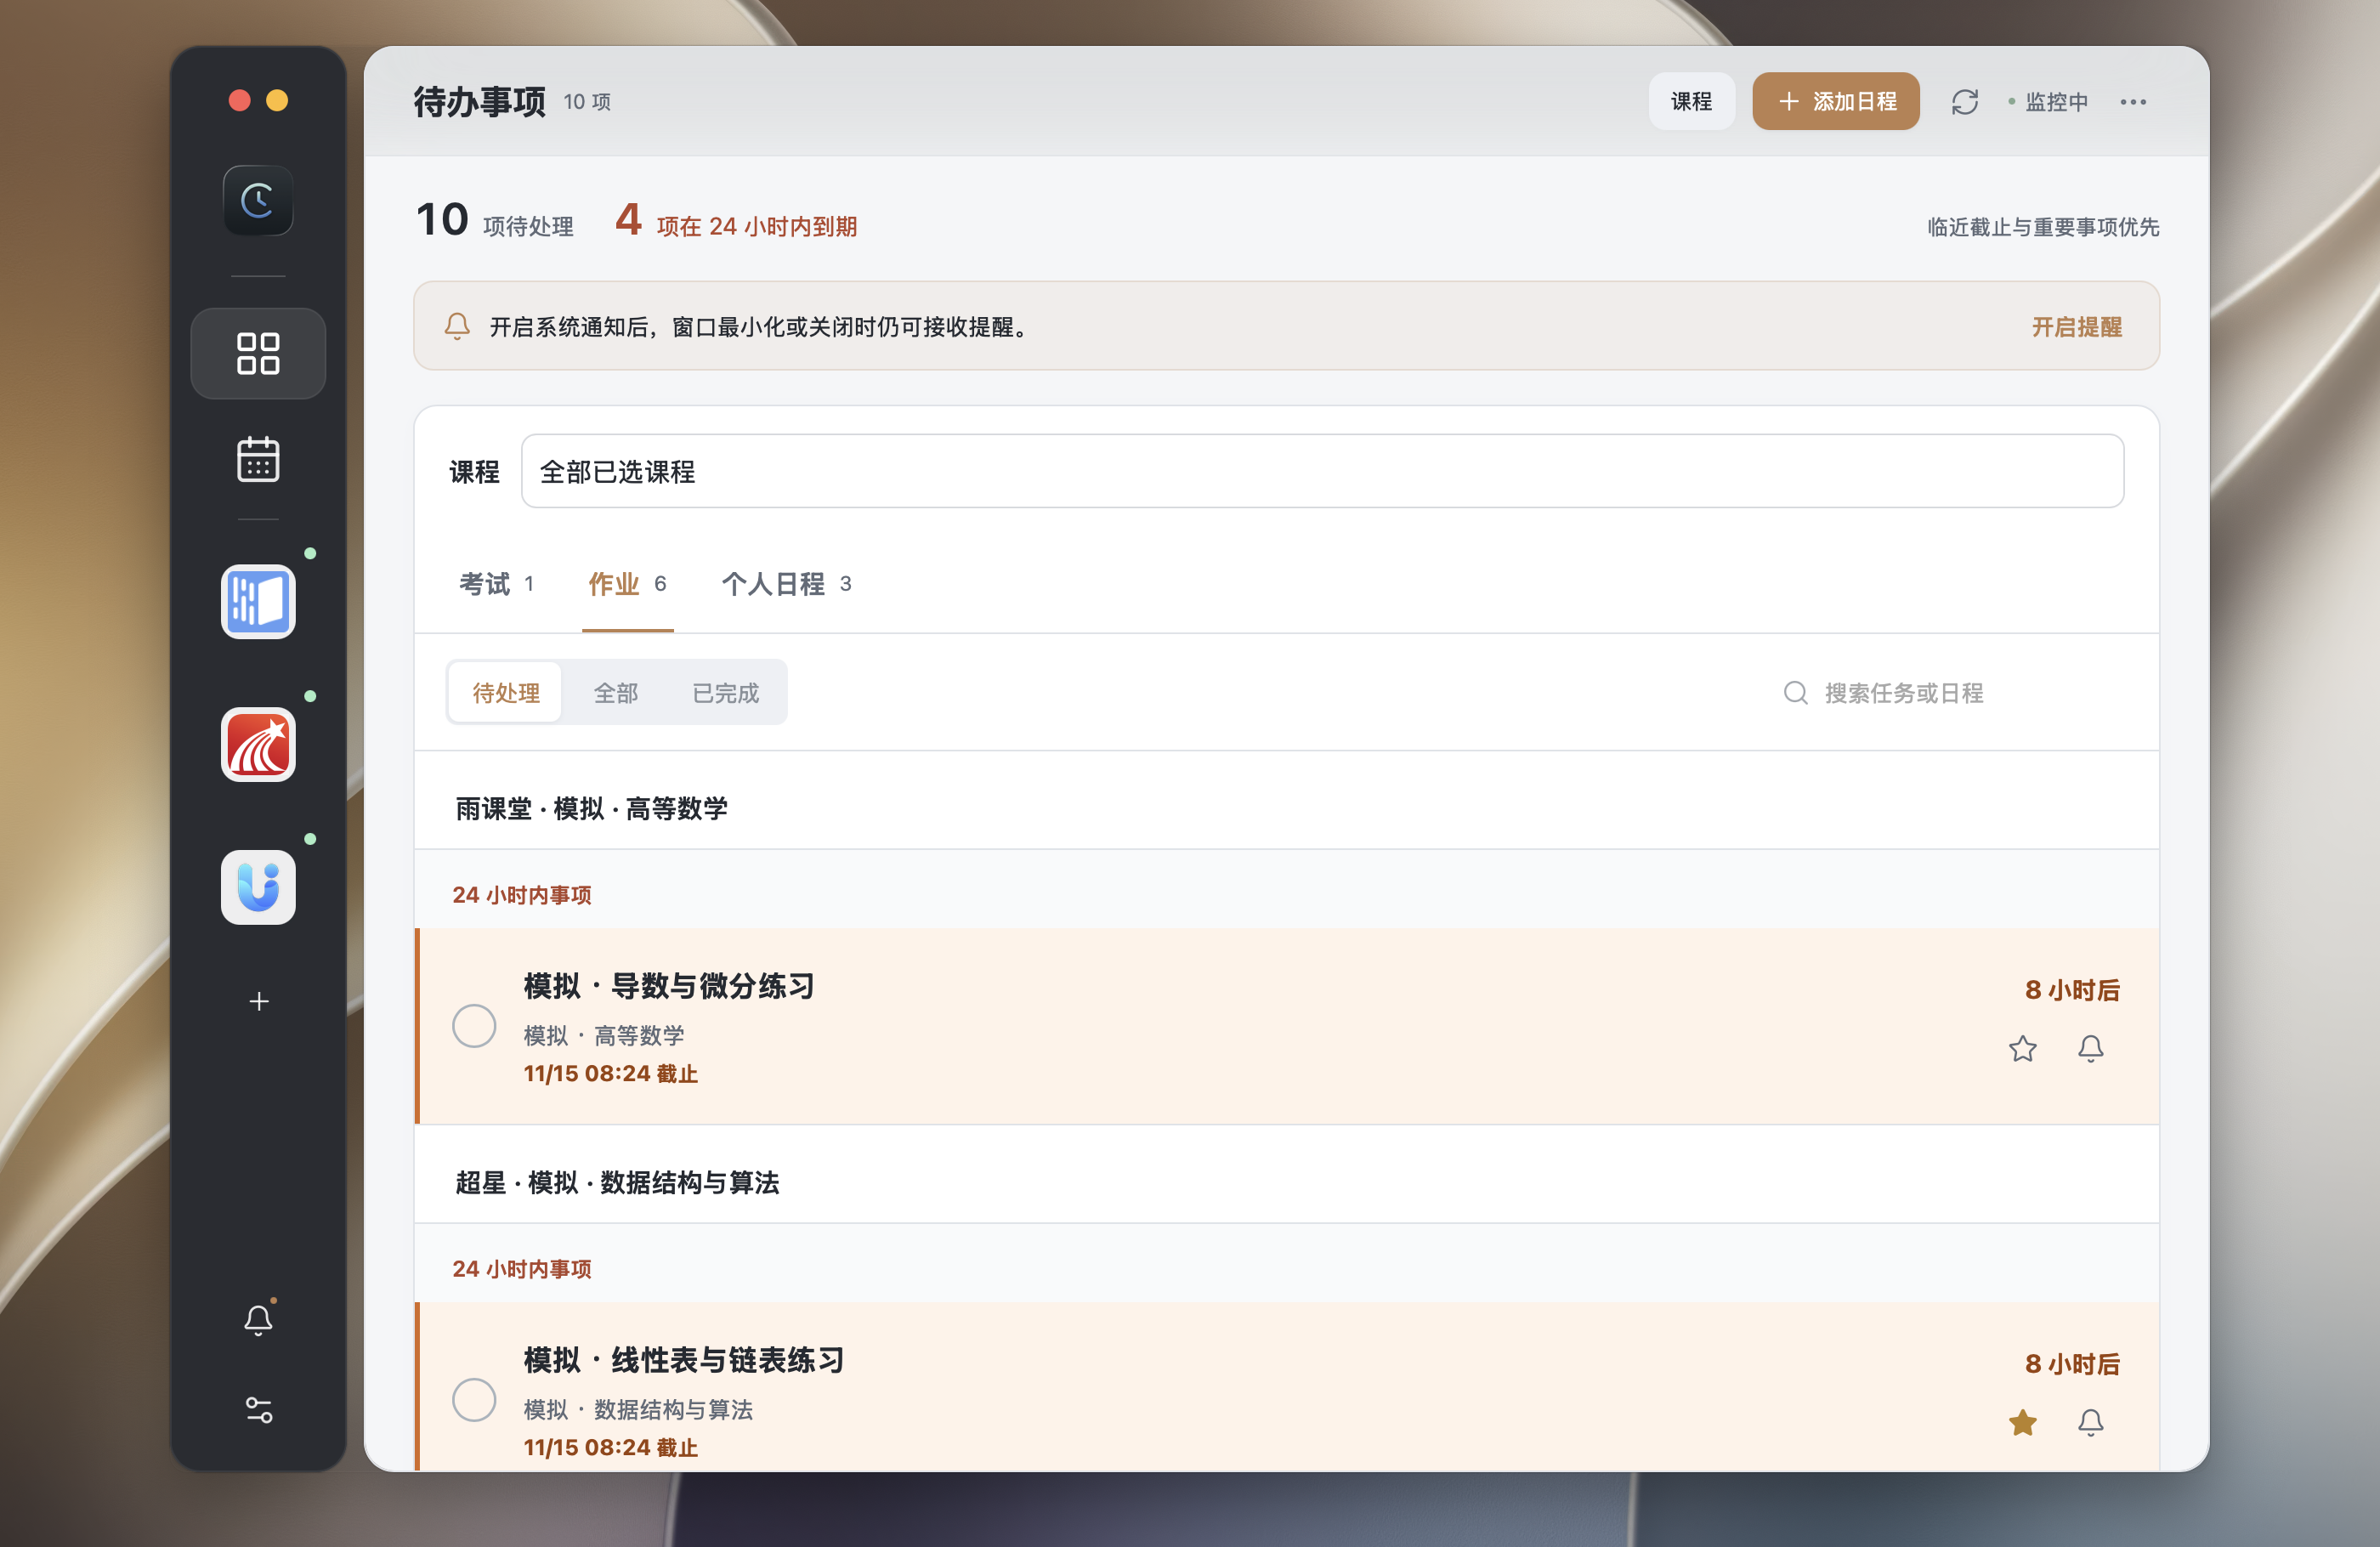 待办事项 10 项
课程 添加日程 监控中
10 项待处理 4 项在 24 小时内到期
临近截止与重要事项优先
开启系统通知后，窗口最小化或关闭时仍可接收提醒。 开启提醒
课程 全部已选课程
考试 1 作业 6 个人日程 3
待处理 全部 已完成 搜索任务或日程
雨课堂 · 模拟 · 高等数学
24 小时内事项
模拟 · 导数与微分练习
8 小时后
模拟 · 高等数学
11/15 08:24 截止
超星 · 模拟 · 数据结构与算法
24 小时内事项
模拟 · 线性表与链表练习
8 小时后
模拟 · 数据结构与算法
11/15 08:24 截止